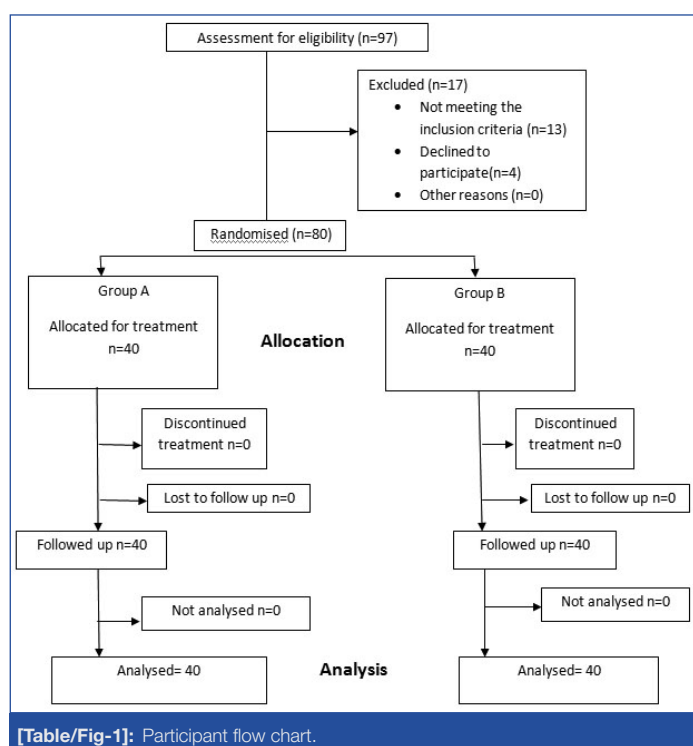 Assessment for eligibility (n=97)
Excluded (n=17)
• Not meeting the
inclusion criteria (n=13)
• Declined to
participate(n=4)
• Other reasons (n=0)
Randomised (n=80)
Group A
Allocated for treatment
n=40
Allocation
Group B
Allocated for treatment
n=40
Discontinued
treatment n=0
Discontinued
treatment n=0
Lost to follow up n=0
Lost to follow up n=0
Followed up n=40
Followed up n=40
Not analysed n=0
Not analysed n=0
Analysed= 40
Analysis
Analysed= 40
[Table/Fig-1]: Participant flow chart.